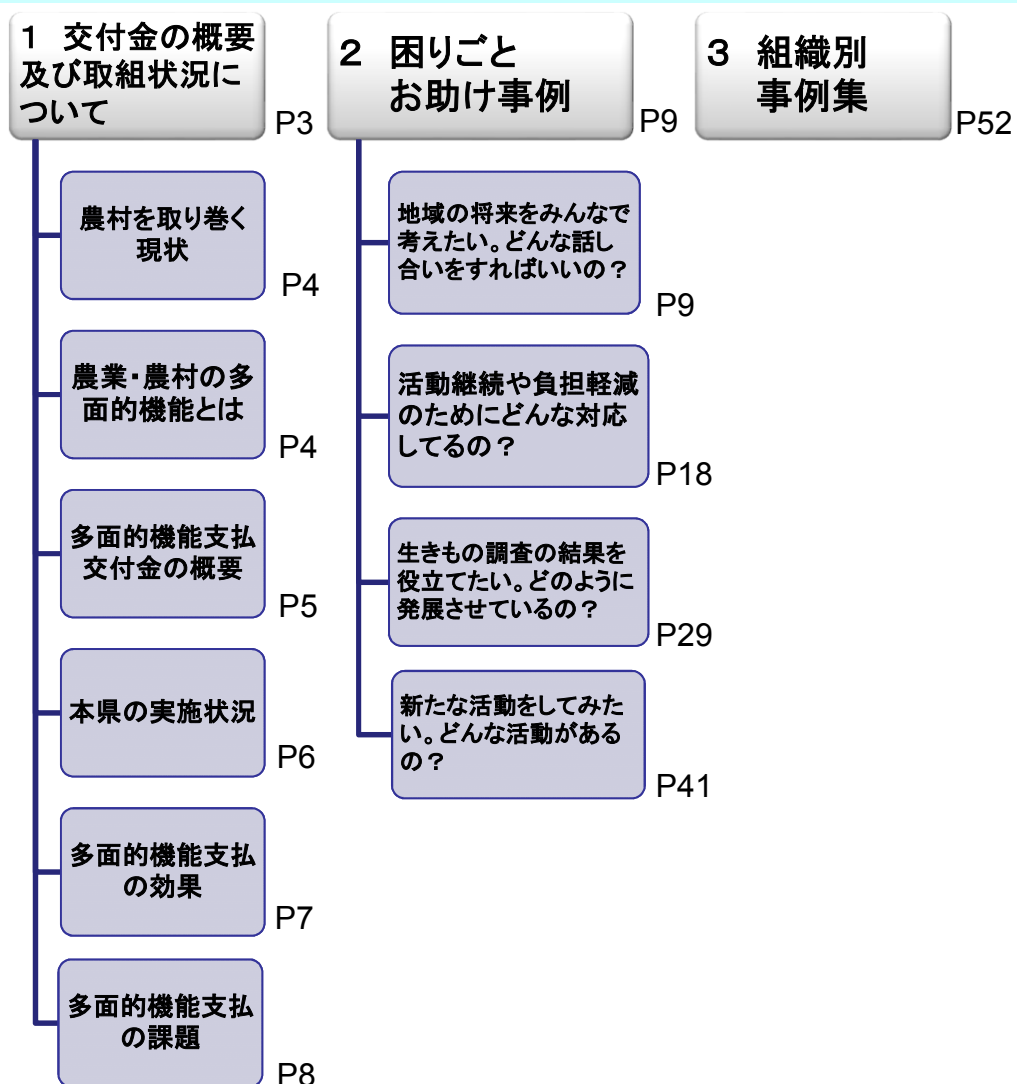 １ 交付金の概要
及び取組状況に
ついて
P3
農村を取り巻く
現状
P4
農業・農村の多
面的機能とは
P4
多面的機能支払
交付金の概要
P5
本県の実施状況
P6
多面的機能支払
の効果
P7
多面的機能支払
の課題
P8
２ 困りごと
お助け事例
P9
地域の将来をみんなで
考えたい。どんな話し
合いをすればいいの？
P9
活動継続や負担軽減
のためにどんな対応
してるの？
P18
生きもの調査の結果を
役立てたい。どのように
発展させているの？
P29
新たな活動をしてみた
い。どんな活動がある
の？
P41
３ 組織別
事例集
P52